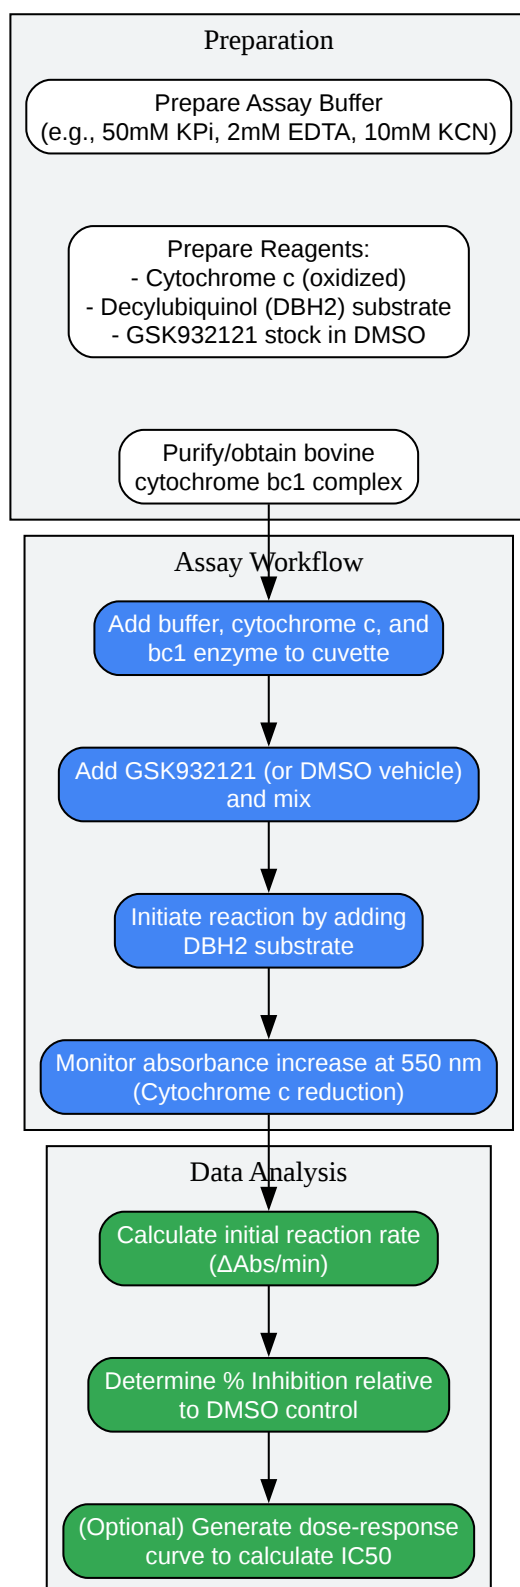 Preparation
Prepare Assay Buffer
(e.g., 50mM KPi, 2mM EDTA, 10mM KCN)
Prepare Reagents:
- Cytochrome c (oxidized)
- Decylubiquinol (DBH2) substrate
- GSK932121 stock in DMSO
Purify/obtain bovine
cytochrome bc1 complex
Assay Workflow
Add buffer, cytochrome c, and
bc1 enzyme to cuvette
Add GSK932121 (or DMSO vehicle)
and mix
Initiate reaction by adding
DBH2 substrate
Monitor absorbance increase at 550 nm
(Cytochrome c reduction)
Data Analysis
Calculate initial reaction rate
(ΔAbs/min)
Determine % Inhibition relative
to DMSO control
(Optional) Generate dose-response
curve to calculate IC50